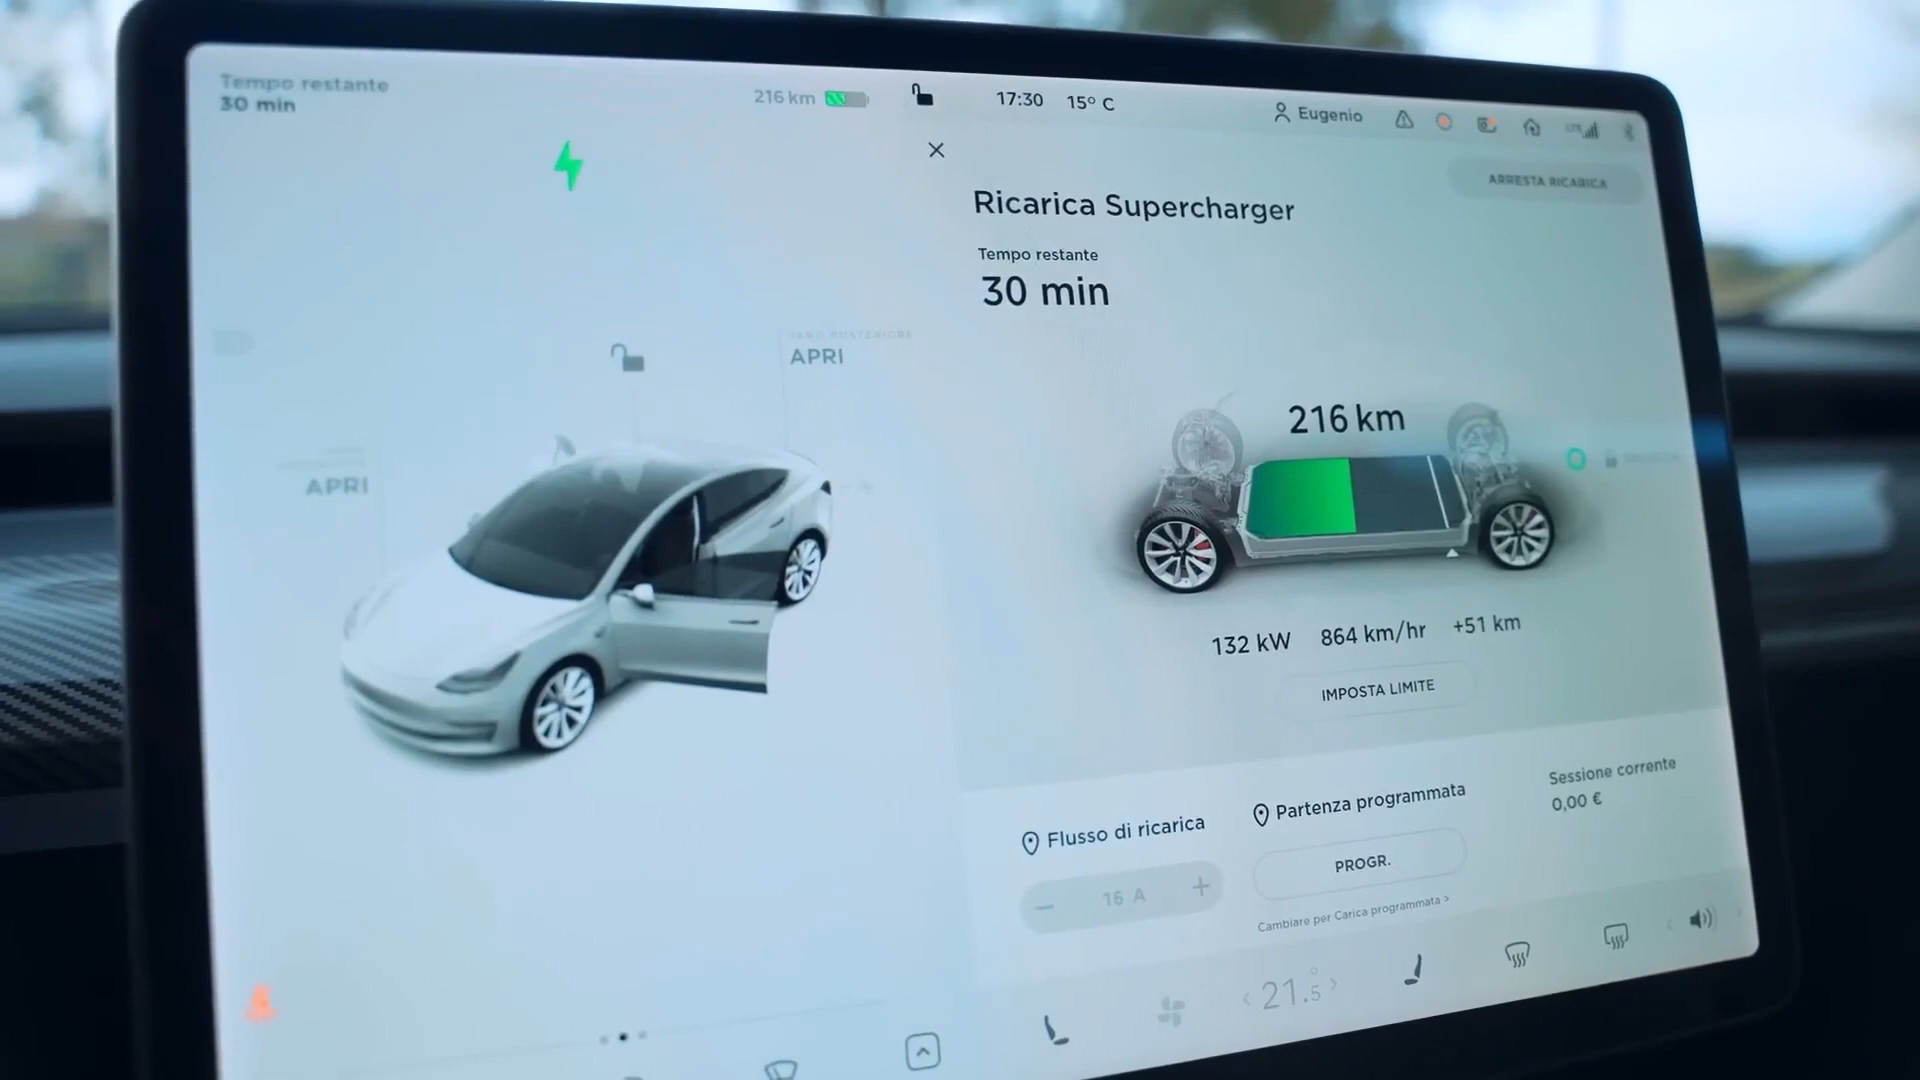 Tempo restante
30 min
216 km
17:30
15° C
Eugenio
LTE
ARRESTA RICARICA
Ricarica Supercharger
Tempo restante
30 min
APRI
APRI
216 km
132 kW 864 km/hr +51 km
IMPOSTA LIMITE
Flusso di ricarica
16 A
Partenza programmata
PROGR.
Cambiare per Carica programmata >
Sessione corrente
0,00 €
21.5